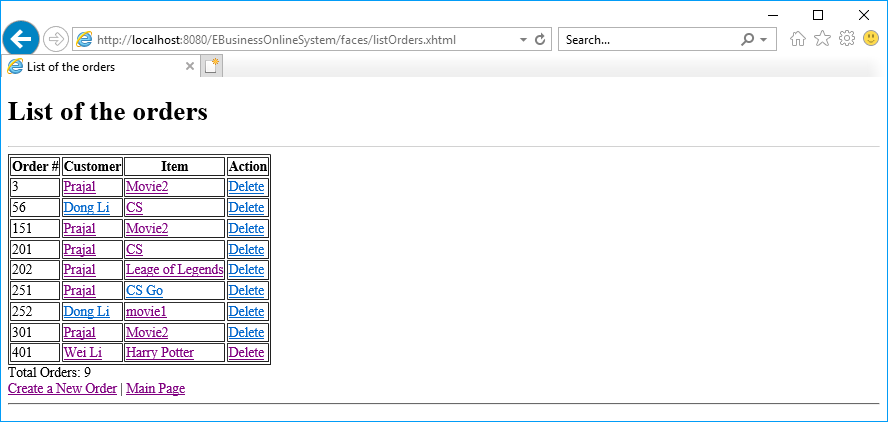 http://localhost:8080/EBusinessOnlineSystem/faces/listOrders.xhtml Search...
List of the orders
List of the orders
Order # Customer Item Action
3 Prajal Movie2 Delete
56 Dong Li CS Delete
151 Prajal Movie2 Delete
201 Prajal CS Delete
202 Prajal Leage of Legends Delete
251 Prajal CS Go Delete
252 Dong Li movie1 Delete
301 Prajal Movie2 Delete
401 Wei Li Harry Potter Delete
Total Orders: 9
Create a New Order | Main Page